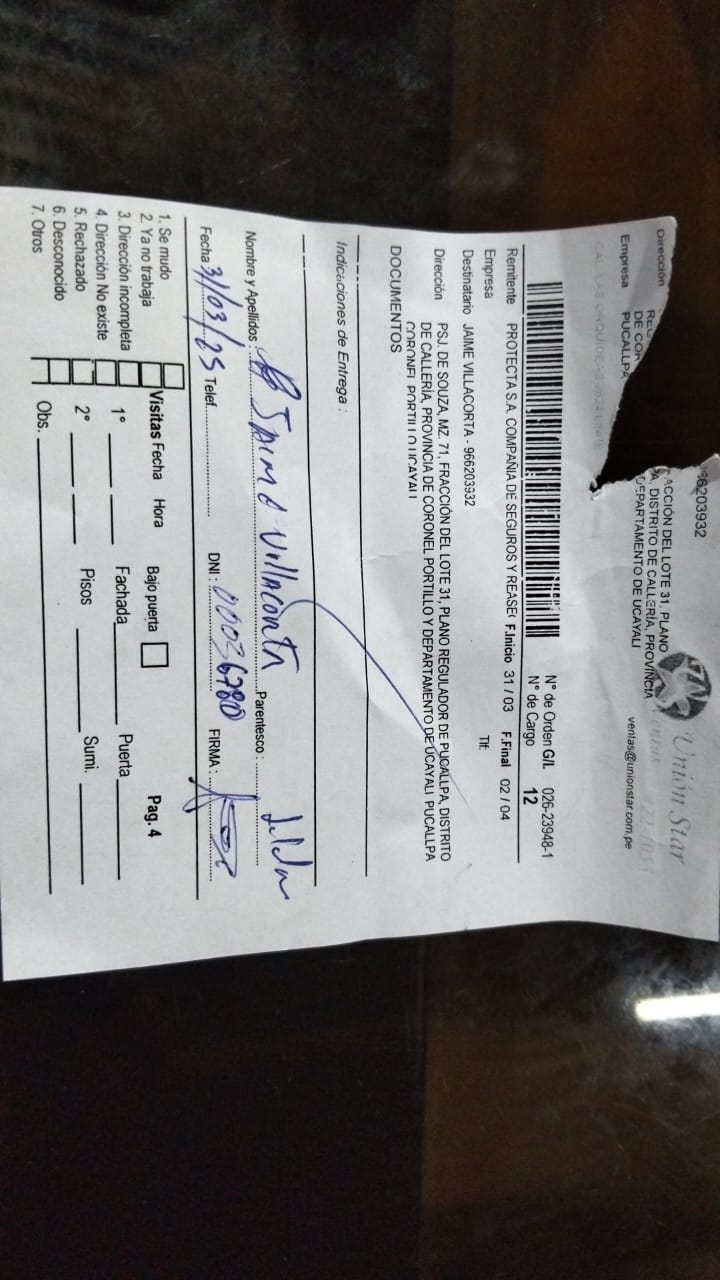 Unión Star
ventas@unionstar.com.pe
966203932
Dirección
ACCIÓN DEL LOTE 31, PLANO
DE COR
PA, DISTRITO DE CALLERÍA, PROVINCIA
Empresa PUCALLPA
DEPARTAMENTO DE UCAYALI
N° de Orden G/I. 026-23948-1
N° de Cargo 12
Remitente PROTECTA S.A. COMPAÑIA DE SEGUROS Y REASE F.Inicio 31 / 03 F.Final 02 / 04
Empresa Tlf:
Destinatario JAIME VILLACORTA - 966203932
Dirección PSJ. DE SOUZA, MZ. 71, FRACCIÓN DEL LOTE 31, PLANO REGULADOR DE PUCALLPA, DISTRITO
DE CALLERÍA, PROVINCIA DE CORONEL PORTILLO Y DEPARTAMENTO DE UCAYALI PUCALLPA
CORONEL PORTILLO UCAYALI
DOCUMENTOS
Indicaciones de Entrega :
Nombre y Apellidos : Jaime Villacorta Parentesco :
Fecha 31/03/25 Telef. DNI : 00036780 FIRMA :
1. Se mudo
2. Ya no trabaja
3. Dirección incompleta
4. Dirección No existe
5. Rechazado
6. Desconocido
7. Otros
Visitas Fecha Hora Bajo puerta Pag. 4
1° Fachada Puerta
2° Pisos Sumi.
Obs.